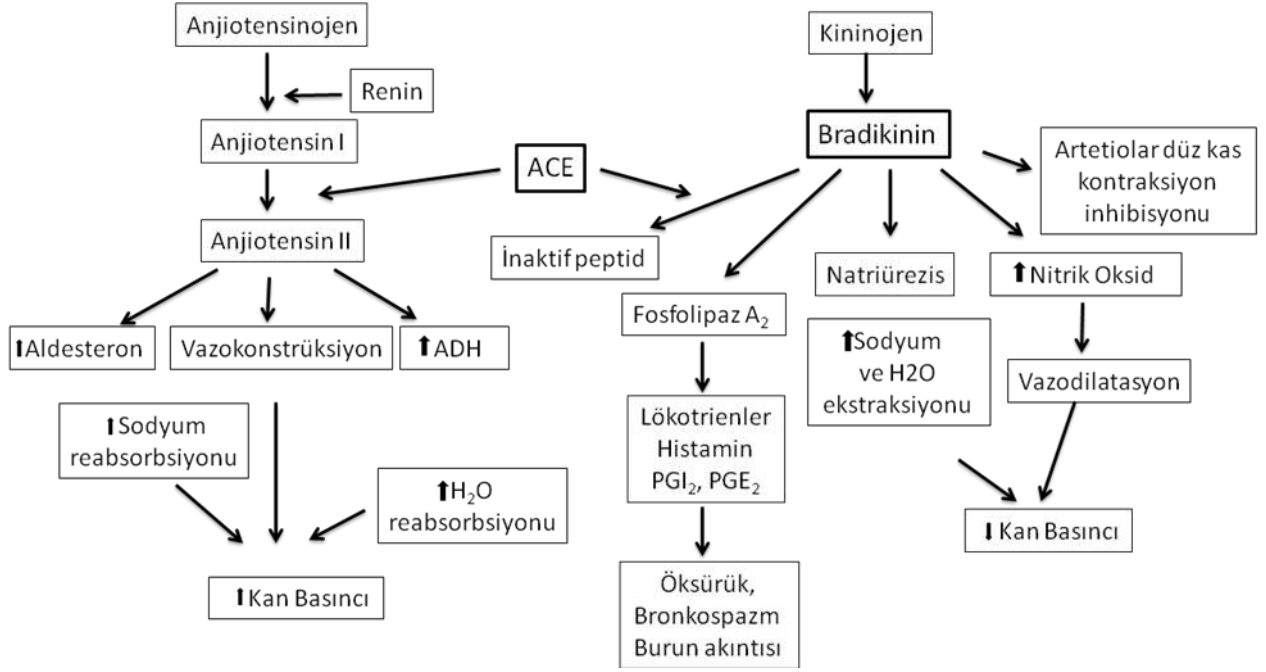 Anjiotensinojen
Renin
Anjiotensin I
ACE
Anjiotensin II
⬆Aldesteron
Vazokonstrüksiyon
⬆ADH
⬆Sodyum
reabsorbsiyonu
⬆H₂O
reabsorbsiyonu
⬆Kan Basıncı
Kininojen
Bradikinin
Artetiolar düz kas
kontraksiyon
inhibisyonu
İnaktif peptid
Fosfolipaz A₂
Natriürezis
⬆Nitrik Oksid
⬆Sodyum
ve H2O
ekstraksiyonu
Vazodilatasyon
Lökotrienler
Histamin
PGI₂, PGE₂
⬇Kan Basıncı
Öksürük,
Bronkospazm
Burun akıntısı